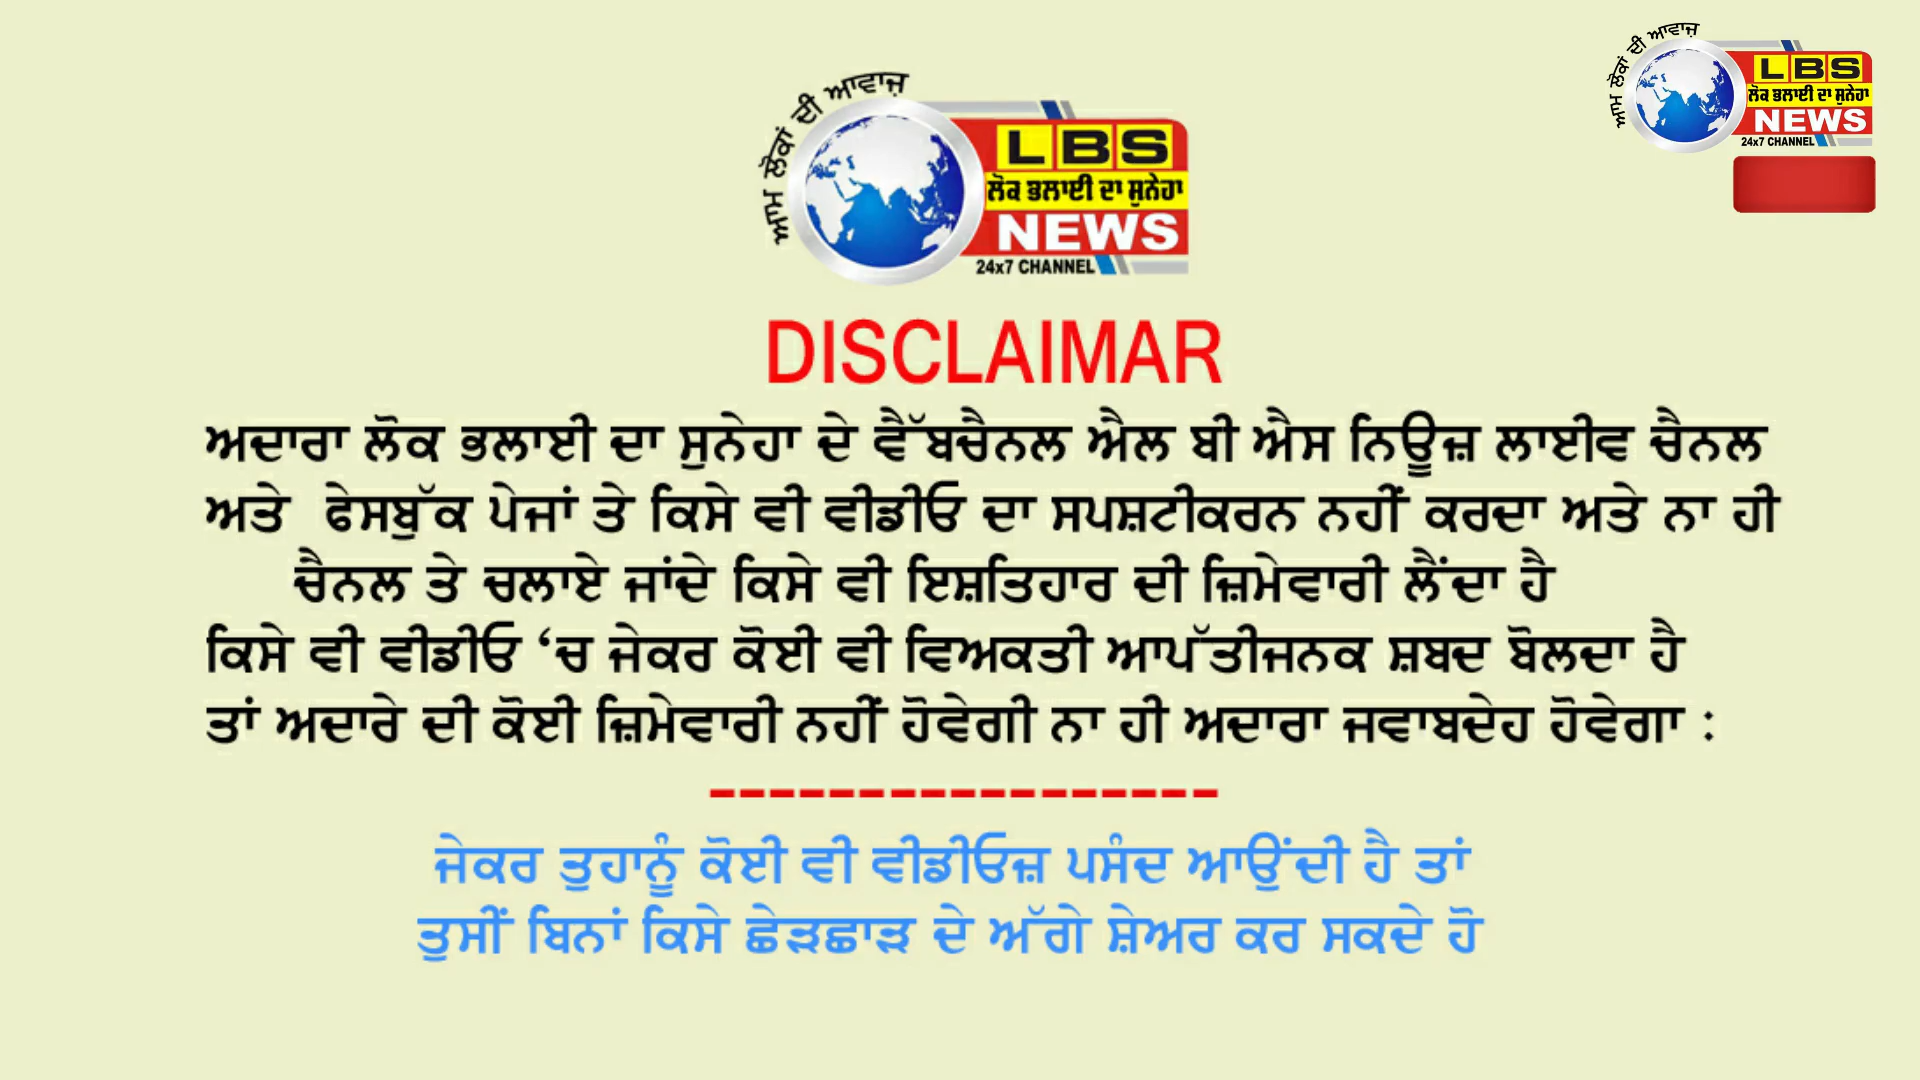 ਆਮ ਲੋਕਾਂ ਦੀ ਆਵਾਜ਼
LBS
ਲੋਕ ਭਲਾਈ ਦਾ ਸੁਨੇਹਾ
NEWS
24x7 CHANNEL
ਆਮ ਲੋਕਾਂ ਦੀ ਆਵਾਜ਼
LBS
ਲੋਕ ਭਲਾਈ ਦਾ ਸੁਨੇਹਾ
NEWS
24x7 CHANNEL
DISCLAIMAR
ਅਦਾਰਾ ਲੋਕ ਭਲਾਈ ਦਾ ਸੁਨੇਹਾ ਦੇ ਵੈੱਬਚੈਨਲ ਐਲ ਬੀ ਐਸ ਨਿਊਜ਼ ਲਾਈਵ ਚੈਨਲ
ਅਤੇ ਫੇਸਬੁੱਕ ਪੇਜਾਂ ਤੇ ਕਿਸੇ ਵੀ ਵੀਡੀਓ ਦਾ ਸਪਸ਼ਟੀਕਰਨ ਨਹੀਂ ਕਰਦਾ ਅਤੇ ਨਾ ਹੀ
ਚੈਨਲ ਤੇ ਚਲਾਏ ਜਾਂਦੇ ਕਿਸੇ ਵੀ ਇਸ਼ਤਿਹਾਰ ਦੀ ਜ਼ਿਮੇਵਾਰੀ ਲੈਂਦਾ ਹੈ
ਕਿਸੇ ਵੀ ਵੀਡੀਓ ‘ਚ ਜੇਕਰ ਕੋਈ ਵੀ ਵਿਅਕਤੀ ਆਪੱਤੀਜਨਕ ਸ਼ਬਦ ਬੋਲਦਾ ਹੈ
ਤਾਂ ਅਦਾਰੇ ਦੀ ਕੋਈ ਜ਼ਿਮੇਵਾਰੀ ਨਹੀਂ ਹੋਵੇਗੀ ਨਾ ਹੀ ਅਦਾਰਾ ਜਵਾਬਦੇਹ ਹੋਵੇਗਾ :
-----------------
ਜੇਕਰ ਤੁਹਾਨੂੰ ਕੋਈ ਵੀ ਵੀਡੀਓਜ਼ ਪਸੰਦ ਆਉਂਦੀ ਹੈ ਤਾਂ
ਤੁਸੀਂ ਬਿਨਾਂ ਕਿਸੇ ਛੇੜਛਾੜ ਦੇ ਅੱਗੇ ਸ਼ੇਅਰ ਕਰ ਸਕਦੇ ਹੋ